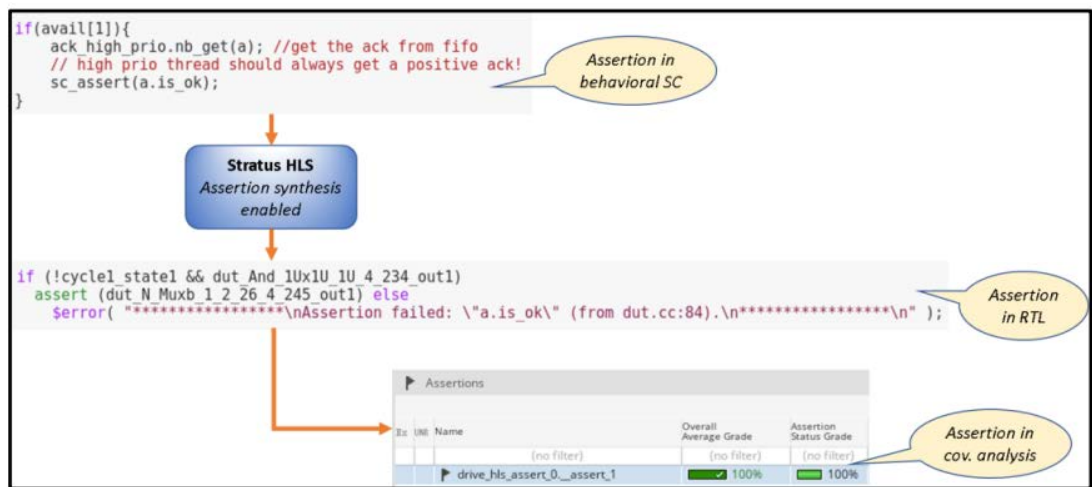 if(avail[1]){
ack_high_prio.nb_get(a); //get the ack from fifo
// high prio thread should always get a positive ack!
sc_assert(a.is_ok);
}
Assertion in
behavioral SC
Stratus HLS
Assertion synthesis
enabled
if (!cycle1_state1 && dut_And_1Ux1U_1U_4_234_out1)
assert (dut_N_Muxb_1_2_26_4_245_out1) else
$error( "*****************\nAssertion failed: \"a.is_ok\" (from dut.cc:84).\n*****************\n" );
Assertion
in RTL
Assertions
Ex UNR Name Overall Average Grade Assertion Status Grade
(no filter) (no filter) (no filter)
drive_hls_assert_0.__assert_1 100% 100%
Assertion in
cov. analysis